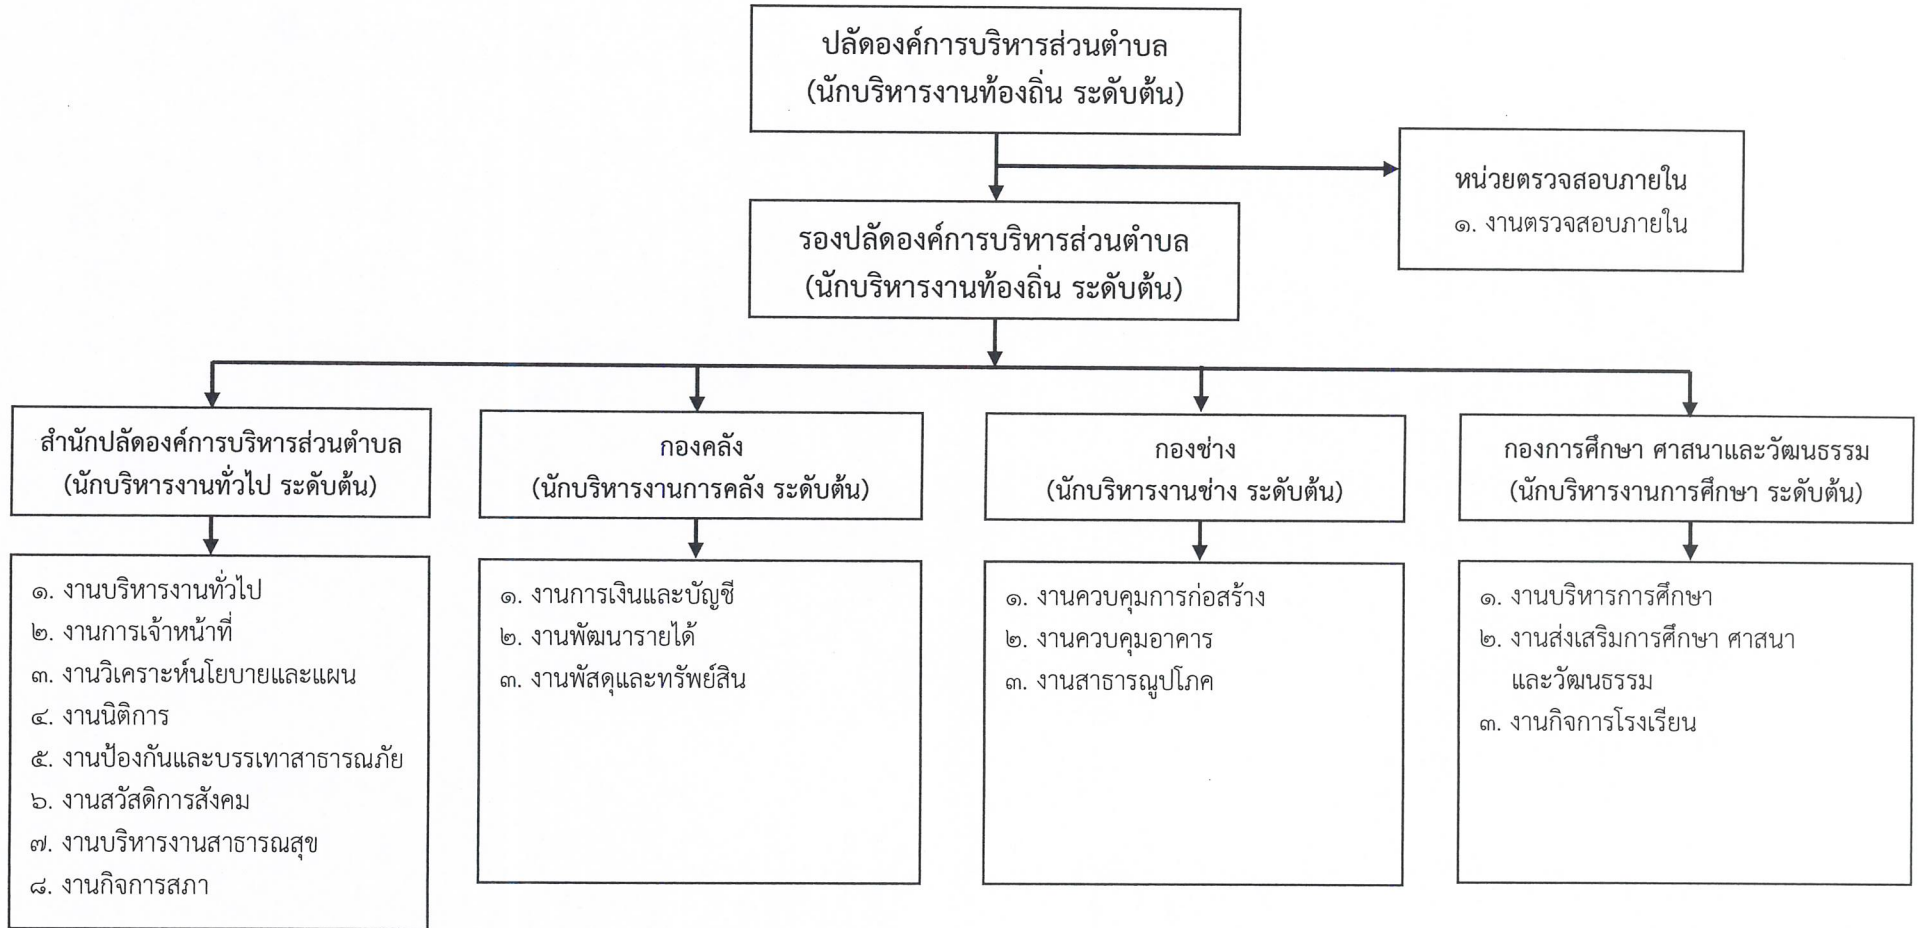 ปลัดองค์การบริหารส่วนตำบล
(นักบริหารงานท้องถิ่น ระดับต้น)
หน่วยตรวจสอบภายใน
๑. งานตรวจสอบภายใน
รองปลัดองค์การบริหารส่วนตำบล
(นักบริหารงานท้องถิ่น ระดับต้น)
สำนักปลัดองค์การบริหารส่วนตำบล
(นักบริหารงานทั่วไป ระดับต้น)
๑. งานบริหารงานทั่วไป
๒. งานการเจ้าหน้าที่
๓. งานวิเคราะห์นโยบายและแผน
๔. งานนิติการ
๕. งานป้องกันและบรรเทาสาธารณภัย
๖. งานสวัสดิการสังคม
๗. งานบริหารงานสาธารณสุข
๘. งานกิจการสภา
กองคลัง
(นักบริหารงานการคลัง ระดับต้น)
๑. งานการเงินและบัญชี
๒. งานพัฒนารายได้
๓. งานพัสดุและทรัพย์สิน
กองช่าง
(นักบริหารงานช่าง ระดับต้น)
๑. งานควบคุมการก่อสร้าง
๒. งานควบคุมอาคาร
๓. งานสาธารณูปโภค
กองการศึกษา ศาสนาและวัฒนธรรม
(นักบริหารงานการศึกษา ระดับต้น)
๑. งานบริหารการศึกษา
๒. งานส่งเสริมการศึกษา ศาสนา
และวัฒนธรรม
๓. งานกิจการโรงเรียน